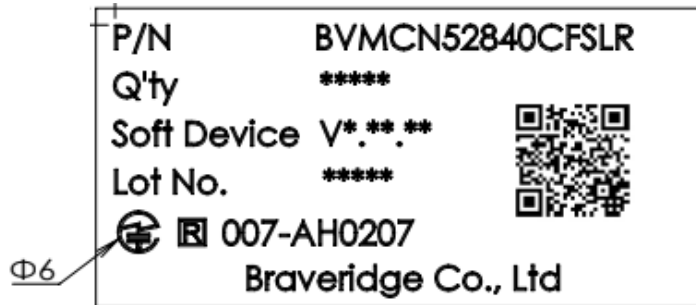 P/N BVMCN52840CFSLR
Q'ty *****
Soft Device V*.**.**
Lot No. *****
R 007-AH0207
Φ6
Braveridge Co., Ltd